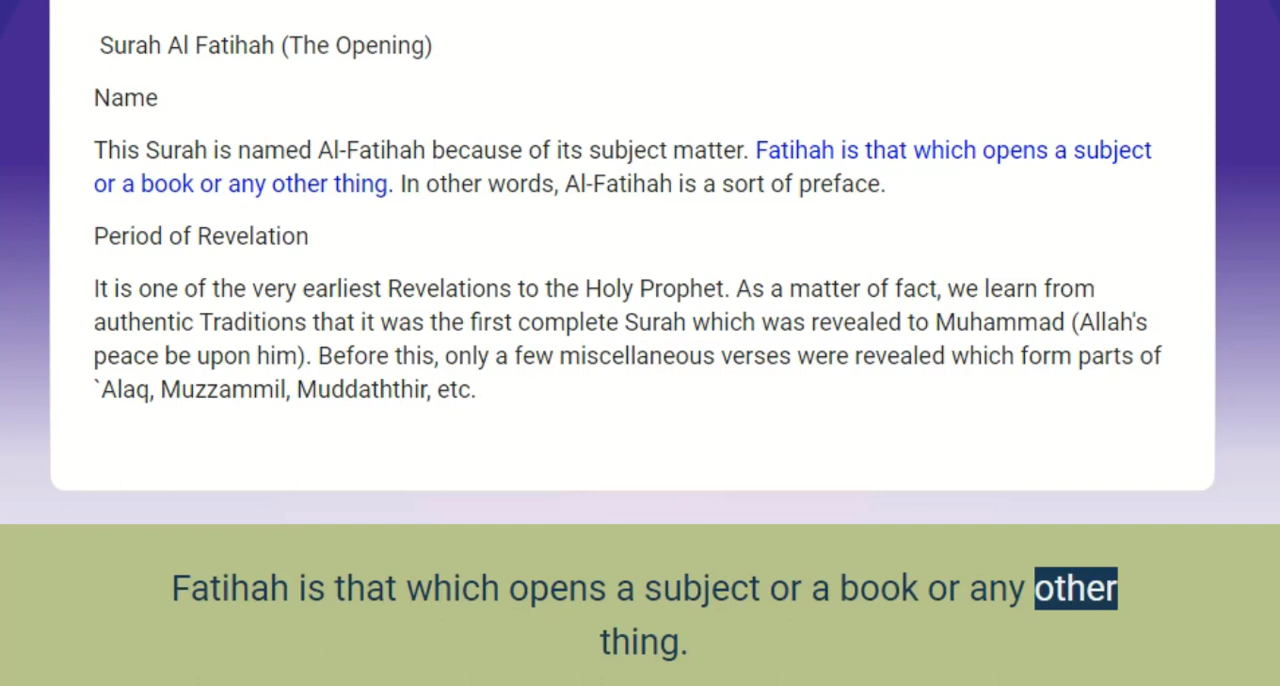 Surah Al Fatihah (The Opening)
Name
This Surah is named Al-Fatihah because of its subject matter. Fatihah is that which opens a subject
or a book or any other thing. In other words, Al-Fatihah is a sort of preface.
Period of Revelation
It is one of the very earliest Revelations to the Holy Prophet. As a matter of fact, we learn from
authentic Traditions that it was the first complete Surah which was revealed to Muhammad (Allah's
peace be upon him). Before this, only a few miscellaneous verses were revealed which form parts of
`Alaq, Muzzammil, Muddaththir, etc.
Fatihah is that which opens a subject or a book or any other
thing.